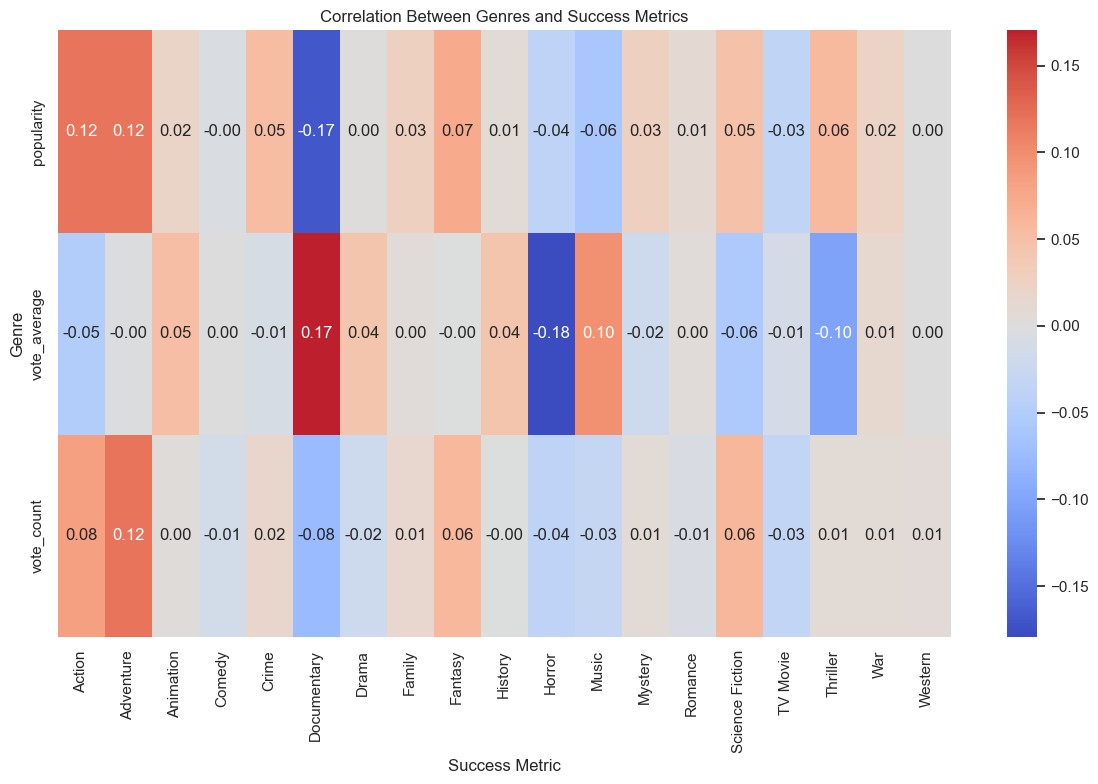 Correlation Between Genres and Success Metrics
Genre
popularity
0.12 0.12 0.02 -0.00 0.05 -0.17 0.00 0.03 0.07 0.01 -0.04 -0.06 0.03 0.01 0.05 -0.03 0.06 0.02 0.00
vote_average
-0.05 -0.00 0.05 0.00 -0.01 0.17 0.04 0.00 -0.00 0.04 -0.18 0.10 -0.02 0.00 -0.06 -0.01 -0.10 0.01 0.00
vote_count
0.08 0.12 0.00 -0.01 0.02 -0.08 -0.02 0.01 0.06 -0.00 -0.04 -0.03 0.01 -0.01 0.06 -0.03 0.01 0.01 0.01
Action
Adventure
Animation
Comedy
Crime
Documentary
Drama
Family
Fantasy
History
Horror
Music
Mystery
Romance
Science Fiction
TV Movie
Thriller
War
Western
Success Metric
0.15
0.10
0.05
0.00
−0.05
−0.10
−0.15